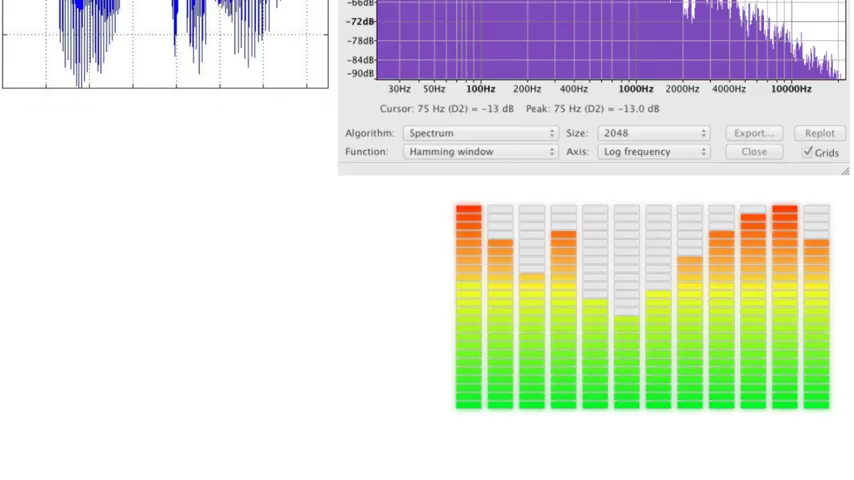 -66dB
-72dB
-78dB
-84dB
-90dB
30Hz 50Hz 100Hz 200Hz 400Hz 1000Hz 2000Hz 4000Hz 10000Hz
Cursor: 75 Hz (D2) = -13 dB Peak: 75 Hz (D2) = -13.0 dB
Algorithm: Spectrum Size: 2048 Export... Replot
Function: Hamming window Axis: Log frequency Close Grids